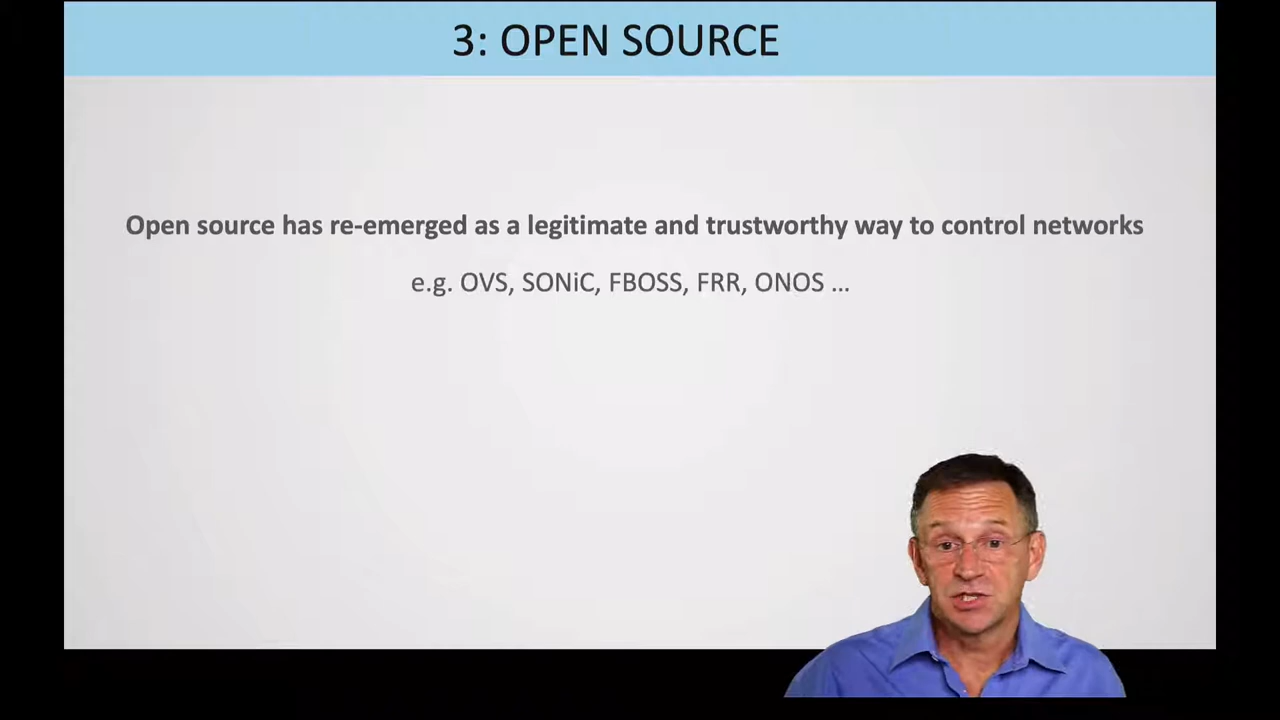 3: OPEN SOURCE
Open source has re-emerged as a legitimate and trustworthy way to control networks
e.g. OVS, SONiC, FBOSS, FRR, ONOS ...